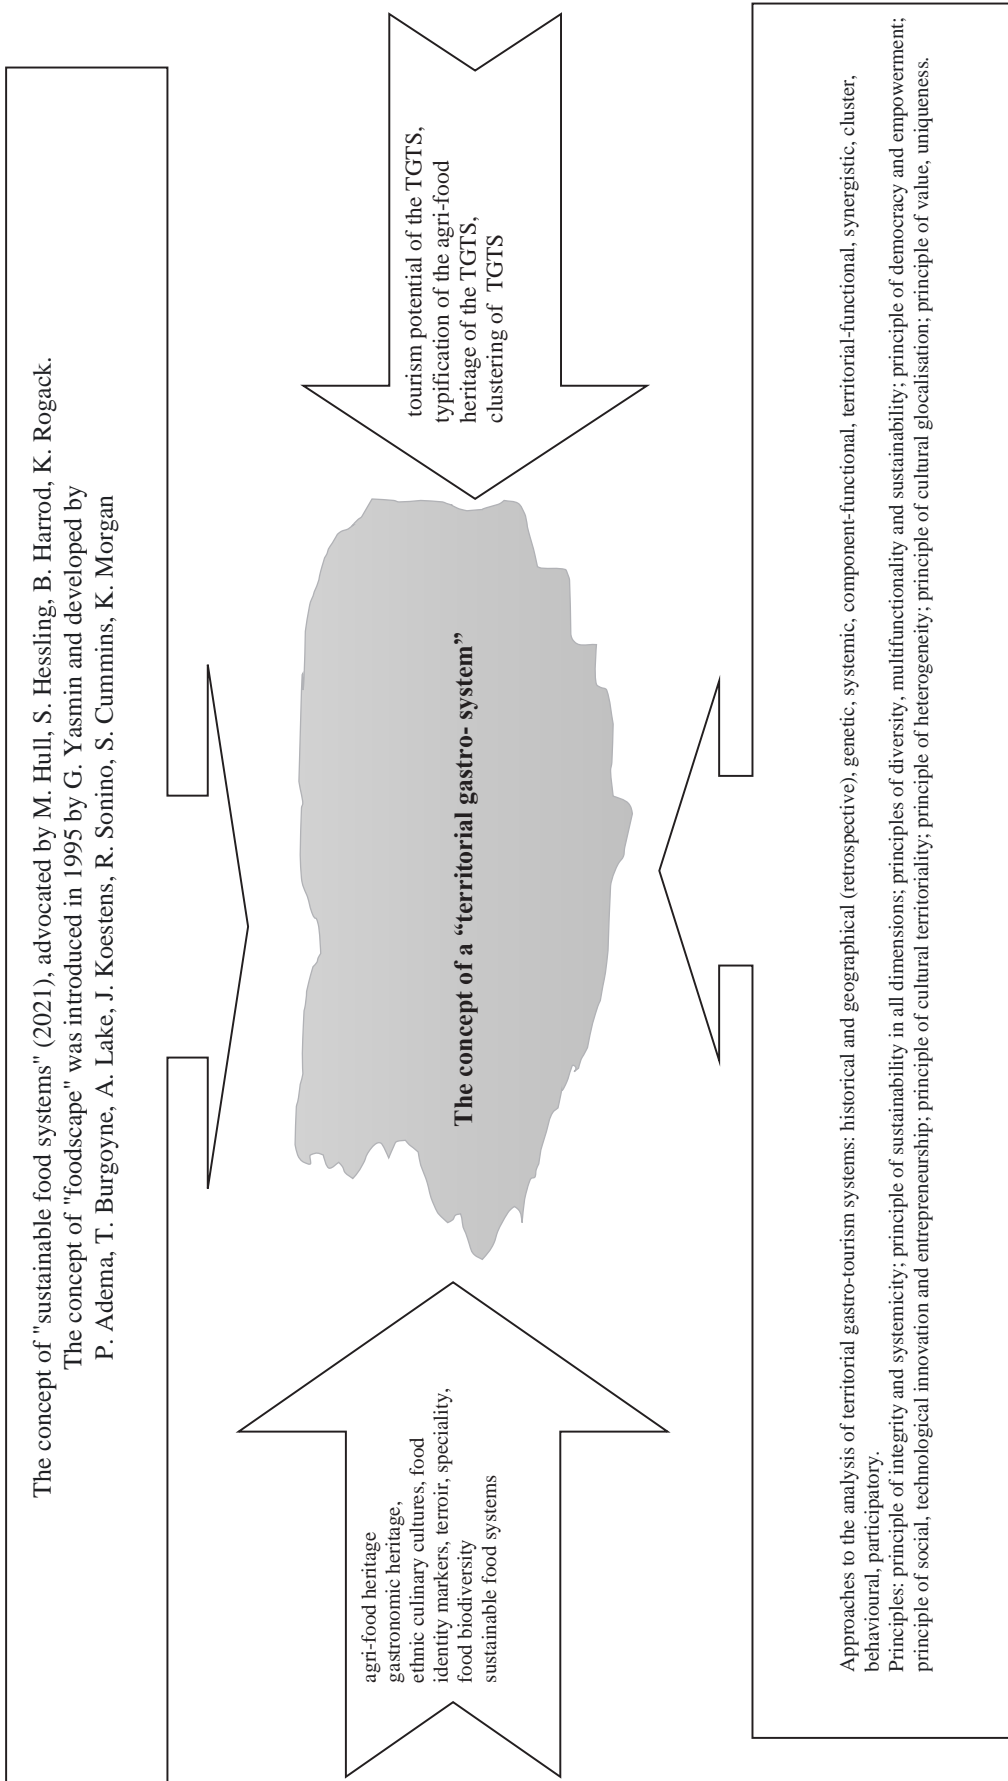 The concept of "sustainable food systems" (2021), advocated by M. Hull, S. Hessling, B. Harrod, K. Rogack.
The concept of "foodscape" was introduced in 1995 by G. Yasmin and developed by
P. Adema, T. Burgoyne, A. Lake, J. Koestens, R. Sonino, S. Cummins, K. Morgan
agri-food heritage
gastronomic heritage,
ethnic culinary cultures, food
identity markers, terroir, speciality,
food biodiversity
sustainable food systems
The concept of a “territorial gastro- system”
tourism potential of the TGTS,
typification of the agri-food
heritage of the TGTS,
clustering of TGTS
Approaches to the analysis of territorial gastro-tourism systems: historical and geographical (retrospective), genetic, systemic, component-functional, territorial-functional, synergistic, cluster,
behavioural, participatory.
Principles: principle of integrity and systemicity; principle of sustainability in all dimensions; principles of diversity, multifunctionality and sustainability; principle of democracy and empowerment;
principle of social, technological innovation and entrepreneurship; principle of cultural territoriality; principle of heterogeneity; principle of cultural glocalisation; principle of value, uniqueness.